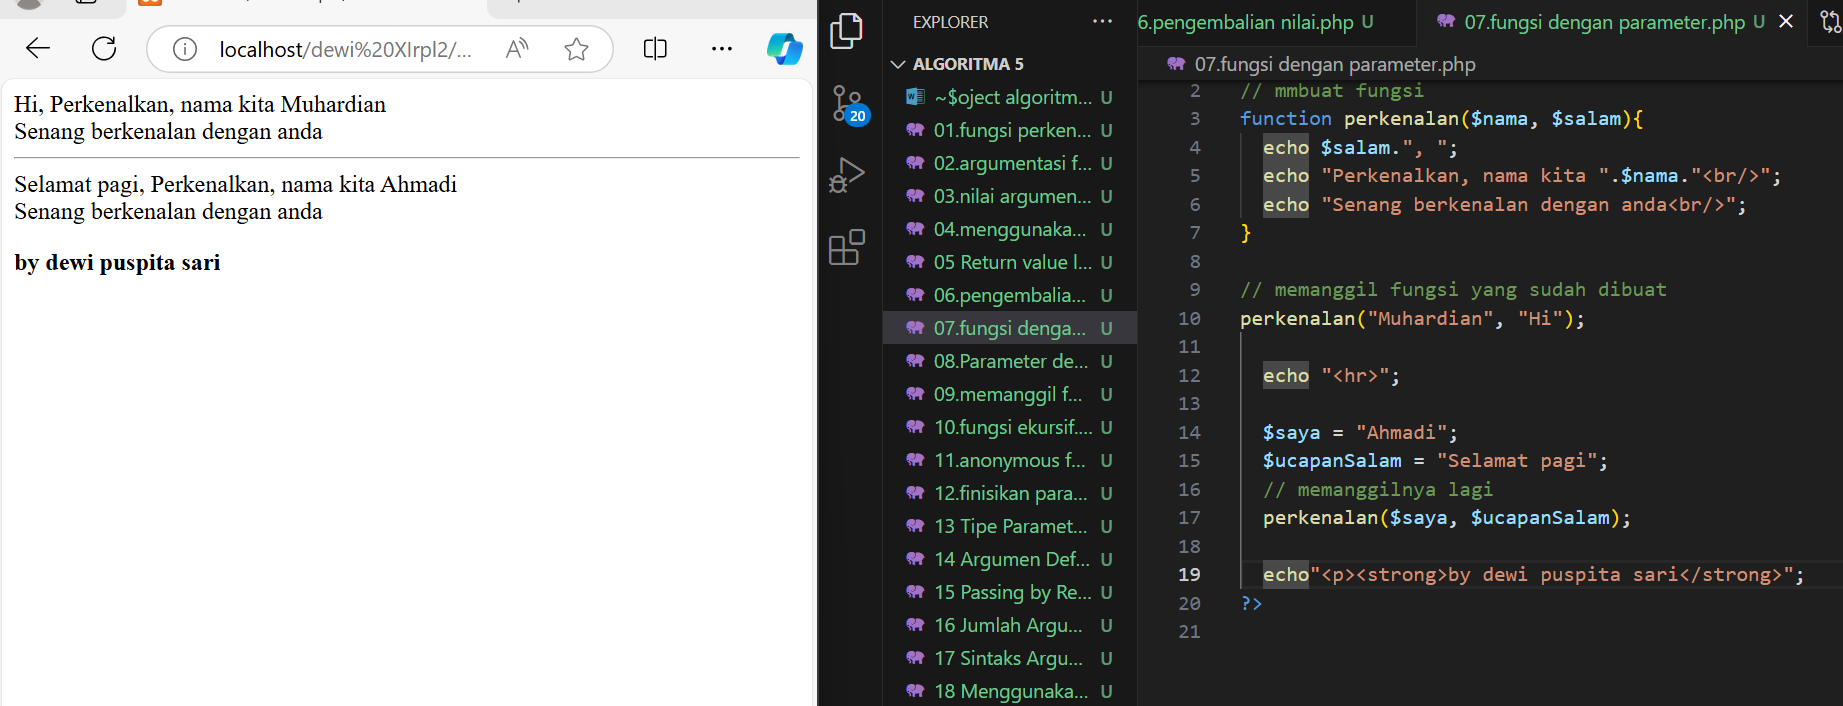 localhost/dewi%20XIrpl2/...
Hi, Perkenalkan, nama kita Muhardian
Senang berkenalan dengan anda
Selamat pagi, Perkenalkan, nama kita Ahmadi
Senang berkenalan dengan anda
by dewi puspita sari
20
EXPLORER
ALGORITMA 5
~$oject algoritm... U
01.fungsi perken... U
02.argumentasi f... U
03.nilai argumen... U
04.menggunaka... U
05 Return value l... U
06.pengembalia... U
07.fungsi denga... U
08.Parameter de... U
09.memanggil f... U
10.fungsi ekursif.... U
11.anonymous f... U
12.finisikan para... U
13 Tipe Paramet... U
14 Argumen Def... U
15 Passing by Re... U
16 Jumlah Argu... U
17 Sintaks Argu... U
18 Menggunaka... U
6.pengembalian nilai.php U
07.fungsi dengan parameter.php U
07.fungsi dengan parameter.php
2 // mmbuat fungsi
3 function perkenalan($nama, $salam){
4 echo $salam.", ";
5 echo "Perkenalkan, nama kita ".$nama."<br/>";
6 echo "Senang berkenalan dengan anda<br/>";
7 }
8
9 // memanggil fungsi yang sudah dibuat
10 perkenalan("Muhardian", "Hi");
11
12 echo "<hr>";
13
14 $saya = "Ahmadi";
15 $ucapanSalam = "Selamat pagi";
16 // memanggilnya lagi
17 perkenalan($saya, $ucapanSalam);
18
19 echo"<p><strong>by dewi puspita sari</strong>";
20 ?>
21